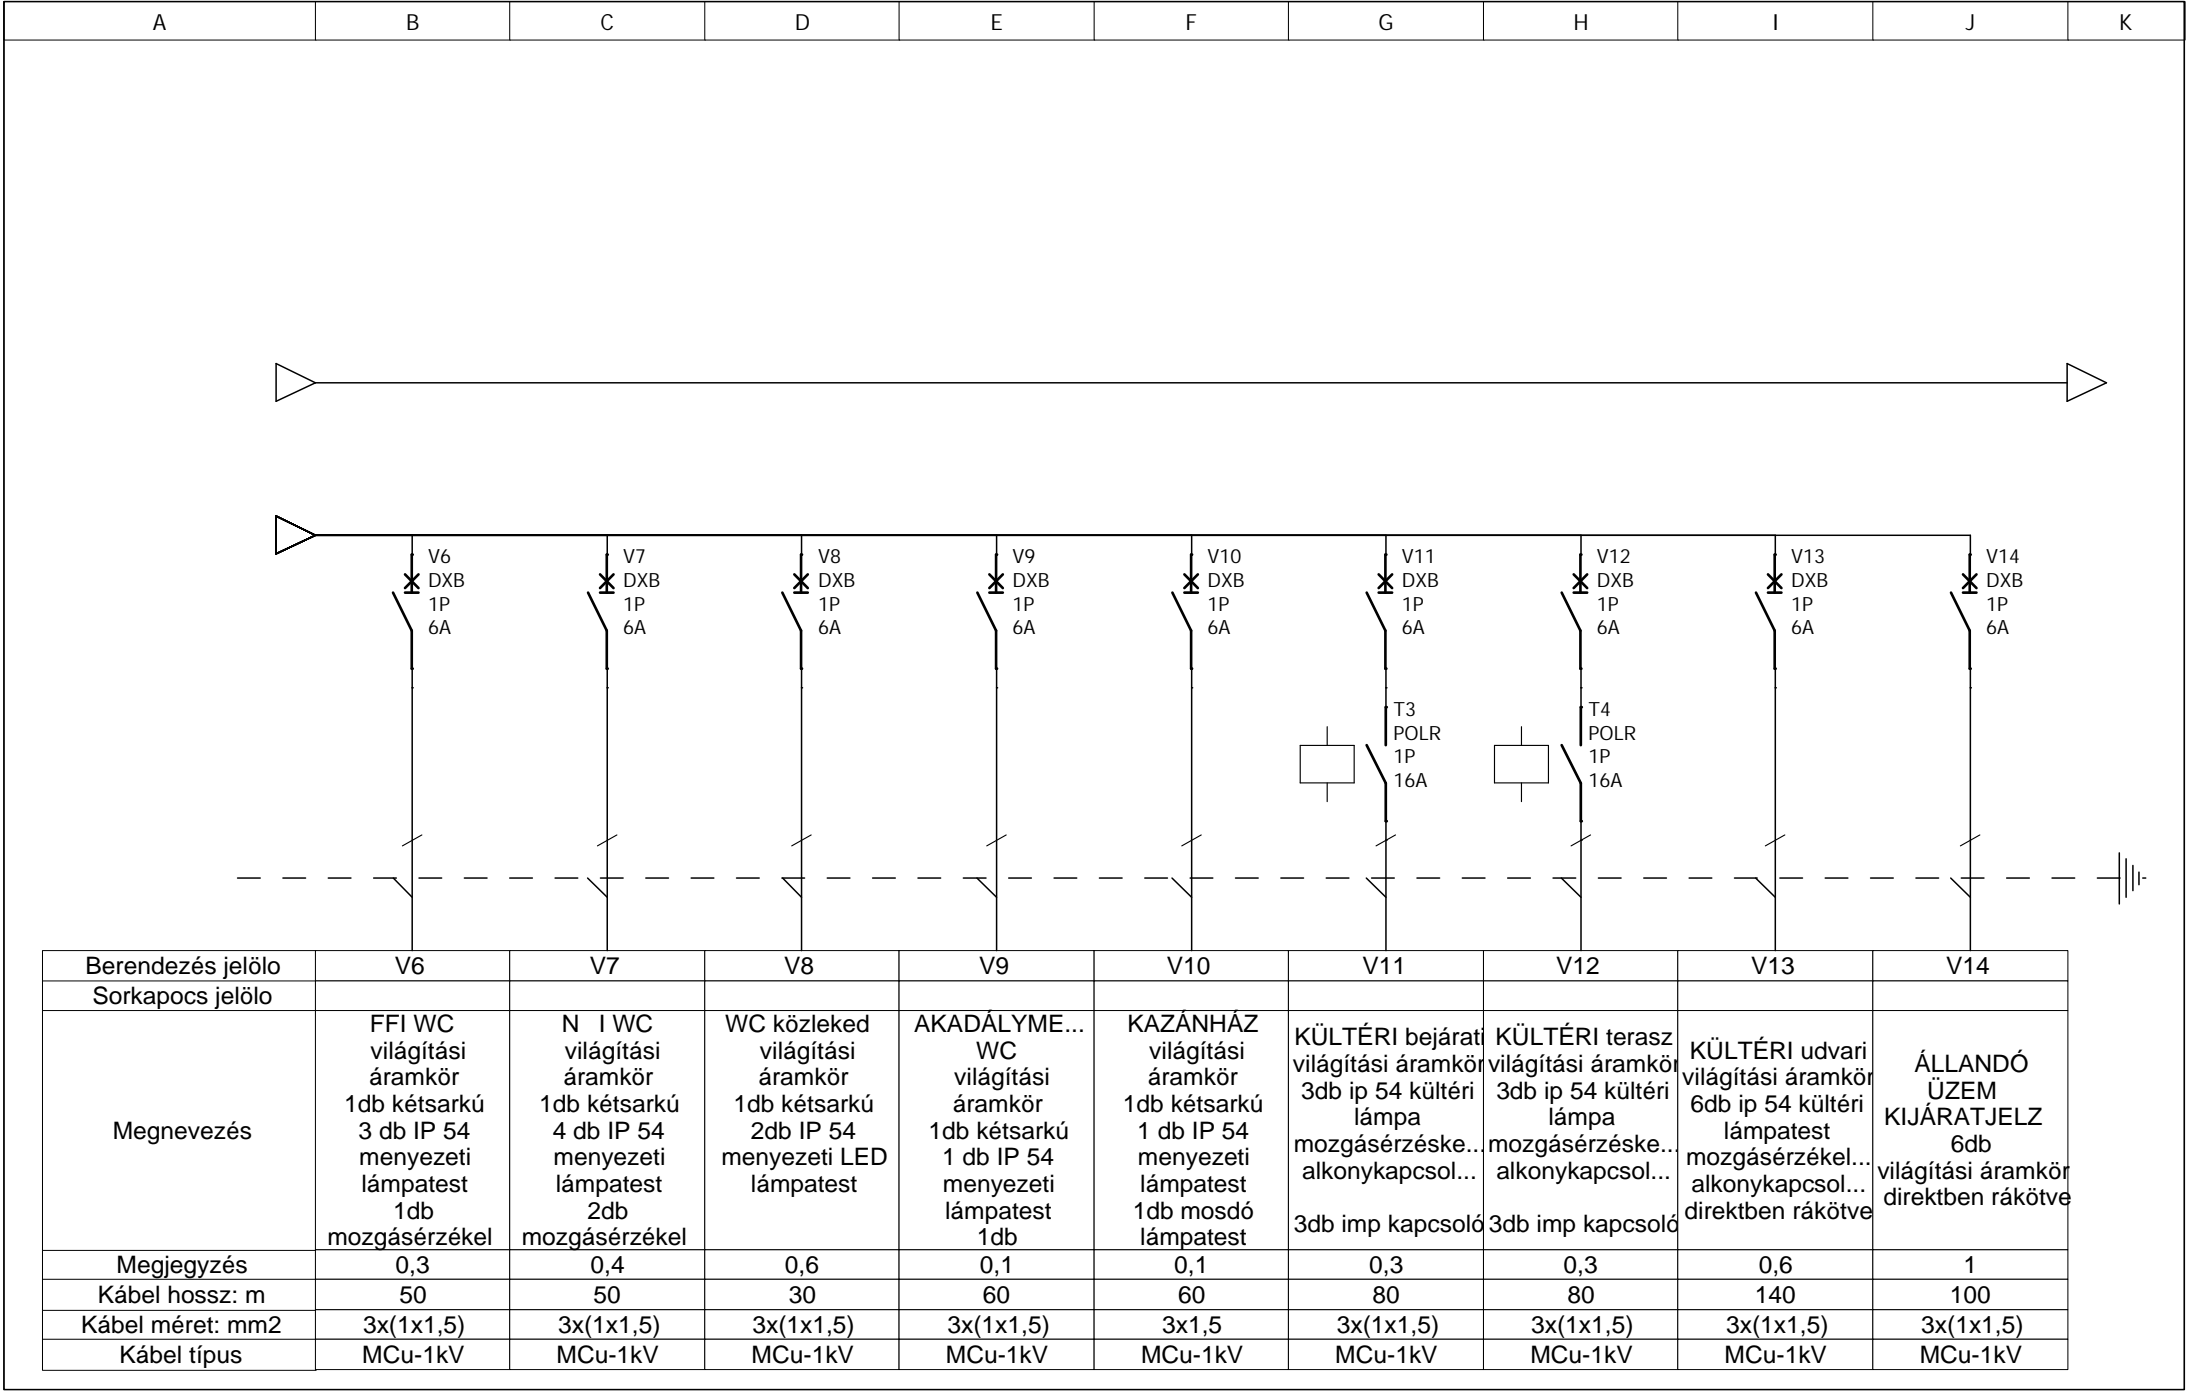 A B C D E F G H I J K
V6 V7 V8 V9 V10 V11 V12 V13 V14
DXB DXB DXB DXB DXB DXB DXB DXB DXB
1P 1P 1P 1P 1P 1P 1P 1P 1P
6A 6A 6A 6A 6A 6A 6A 6A 6A
T3 T4
POLR POLR
1P 1P
16A 16A
Berendezés jelölo V6 V7 V8 V9 V10 V11 V12 V13 V14
Sorkapocs jelölo
Megnevezés
FFI WC
világítási
áramkör
1db kétsarkú
3 db IP 54
menyezeti
lámpatest
1db
mozgásérzékel
N I WC
világítási
áramkör
1db kétsarkú
4 db IP 54
menyezeti
lámpatest
2db
mozgásérzékel
WC közleked
világítási
áramkör
1db kétsarkú
2db IP 54
menyezeti LED
lámpatest
AKADÁLYME...
WC
világítási
áramkör
1db kétsarkú
1 db IP 54
menyezeti
lámpatest
1db
KAZÁNHÁZ
világítási
áramkör
1db kétsarkú
1 db IP 54
menyezeti
lámpatest
1db mosdó
lámpatest
KÜLTÉRI bejárati
világítási áramkör
3db ip 54 kültéri
lámpa
mozgásérzéske...
alkonykapcsol...
3db imp kapcsoló
KÜLTÉRI terasz
világítási áramkör
3db ip 54 kültéri
lámpa
mozgásérzéske...
alkonykapcsol...
3db imp kapcsoló
KÜLTÉRI udvari
világítási áramkör
6db ip 54 kültéri
lámpatest
mozgásérzékel...
alkonykapcsol...
direktben rákötve
ÁLLANDÓ
ÜZEM
KIJÁRATJELZ
6db
világítási áramkör
direktben rákötve
Megjegyzés 0,3 0,4 0,6 0,1 0,1 0,3 0,3 0,6 1
Kábel hossz: m 50 50 30 60 60 80 80 140 100
Kábel méret: mm2 3x(1x1,5) 3x(1x1,5) 3x(1x1,5) 3x(1x1,5) 3x1,5 3x(1x1,5) 3x(1x1,5) 3x(1x1,5) 3x(1x1,5)
Kábel típus MCu-1kV MCu-1kV MCu-1kV MCu-1kV MCu-1kV MCu-1kV MCu-1kV MCu-1kV MCu-1kV